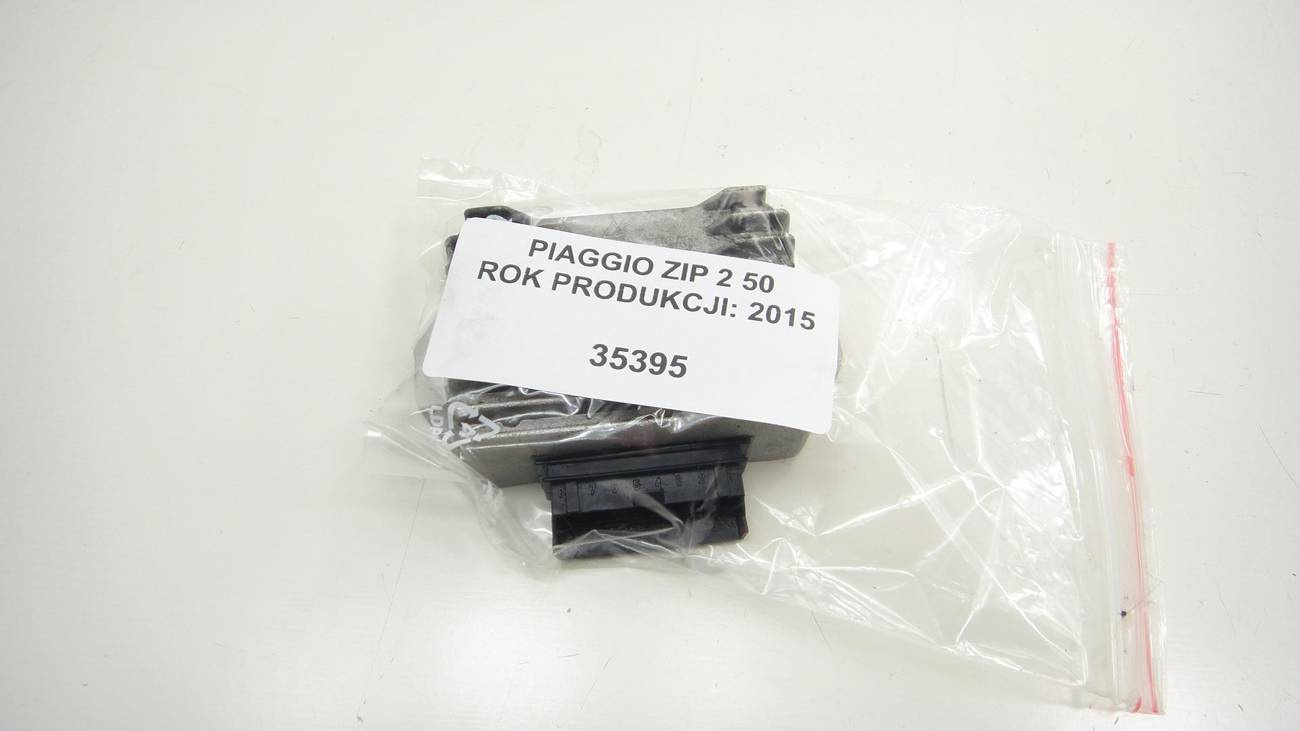 PIAGGIO ZIP 2 50
ROK PRODUKCJI: 2015
35395